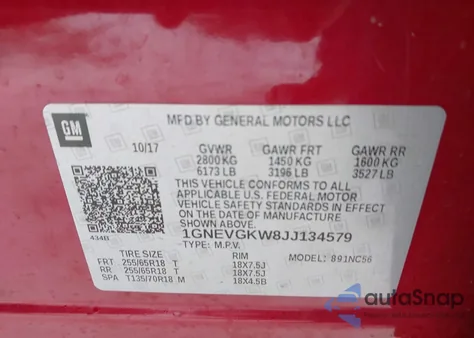 MFD BY GENERAL MOTORS LLC
GM
10/17 GVWR GAWR FRT GAWR RR
2800 KG 1450 KG 1600 KG
6173 LB 3196 LB 3527 LB
THIS VEHICLE CONFORMS TO ALL
APPLICABLE U.S. FEDERAL MOTOR
VEHICLE SAFETY STANDARDS IN EFFECT
ON THE DATE OF MANUFACTURE
SHOWN ABOVE.
1GNEVGKW8JJ134579
434B TYPE: M.P.V. MODEL: 891NC56
TIRE SIZE RIM
FRT 255/65R18 T 18X7.5J
RR 255/65R18 T 18X7.5J
SPA T135/70R18 M 18X4.5B
autoSnap